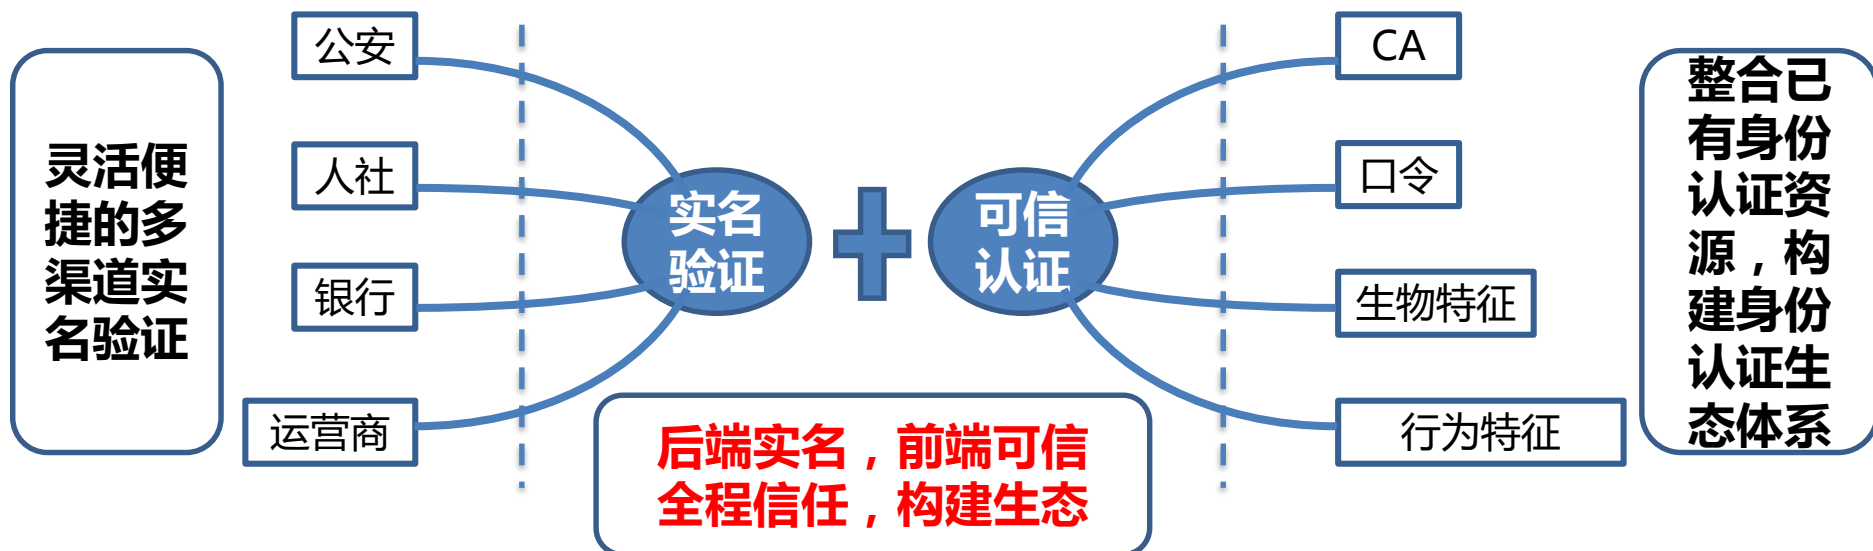 灵活便
捷的多
渠道实
名验证
公安
人社
银行
运营商
实名
验证
可信
认证
后端实名，前端可信
全程信任，构建生态
CA
口令
生物特征
行为特征
整合已
有身份
认证资
源，构
建身份
认证生
态体系